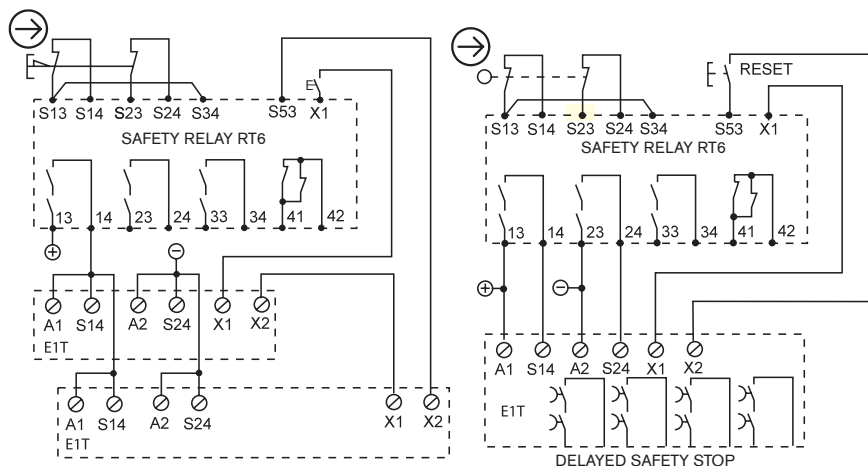 S13 S14 S23 S24 S34 S53 X1
E
SAFETY RELAY RT6
13 14 23 24 33 34 41 42
+
−
A1 S14 A2 S24 X1 X2
E1T
A1 S14 A2 S24 X1 X2
E1T
RESET
S13 S14 S23 S24 S34 S53 X1
SAFETY RELAY RT6
13 14 23 24 33 34 41 42
+ −
A1 S14 A2 S24 X1 X2
E1T
DELAYED SAFETY STOP